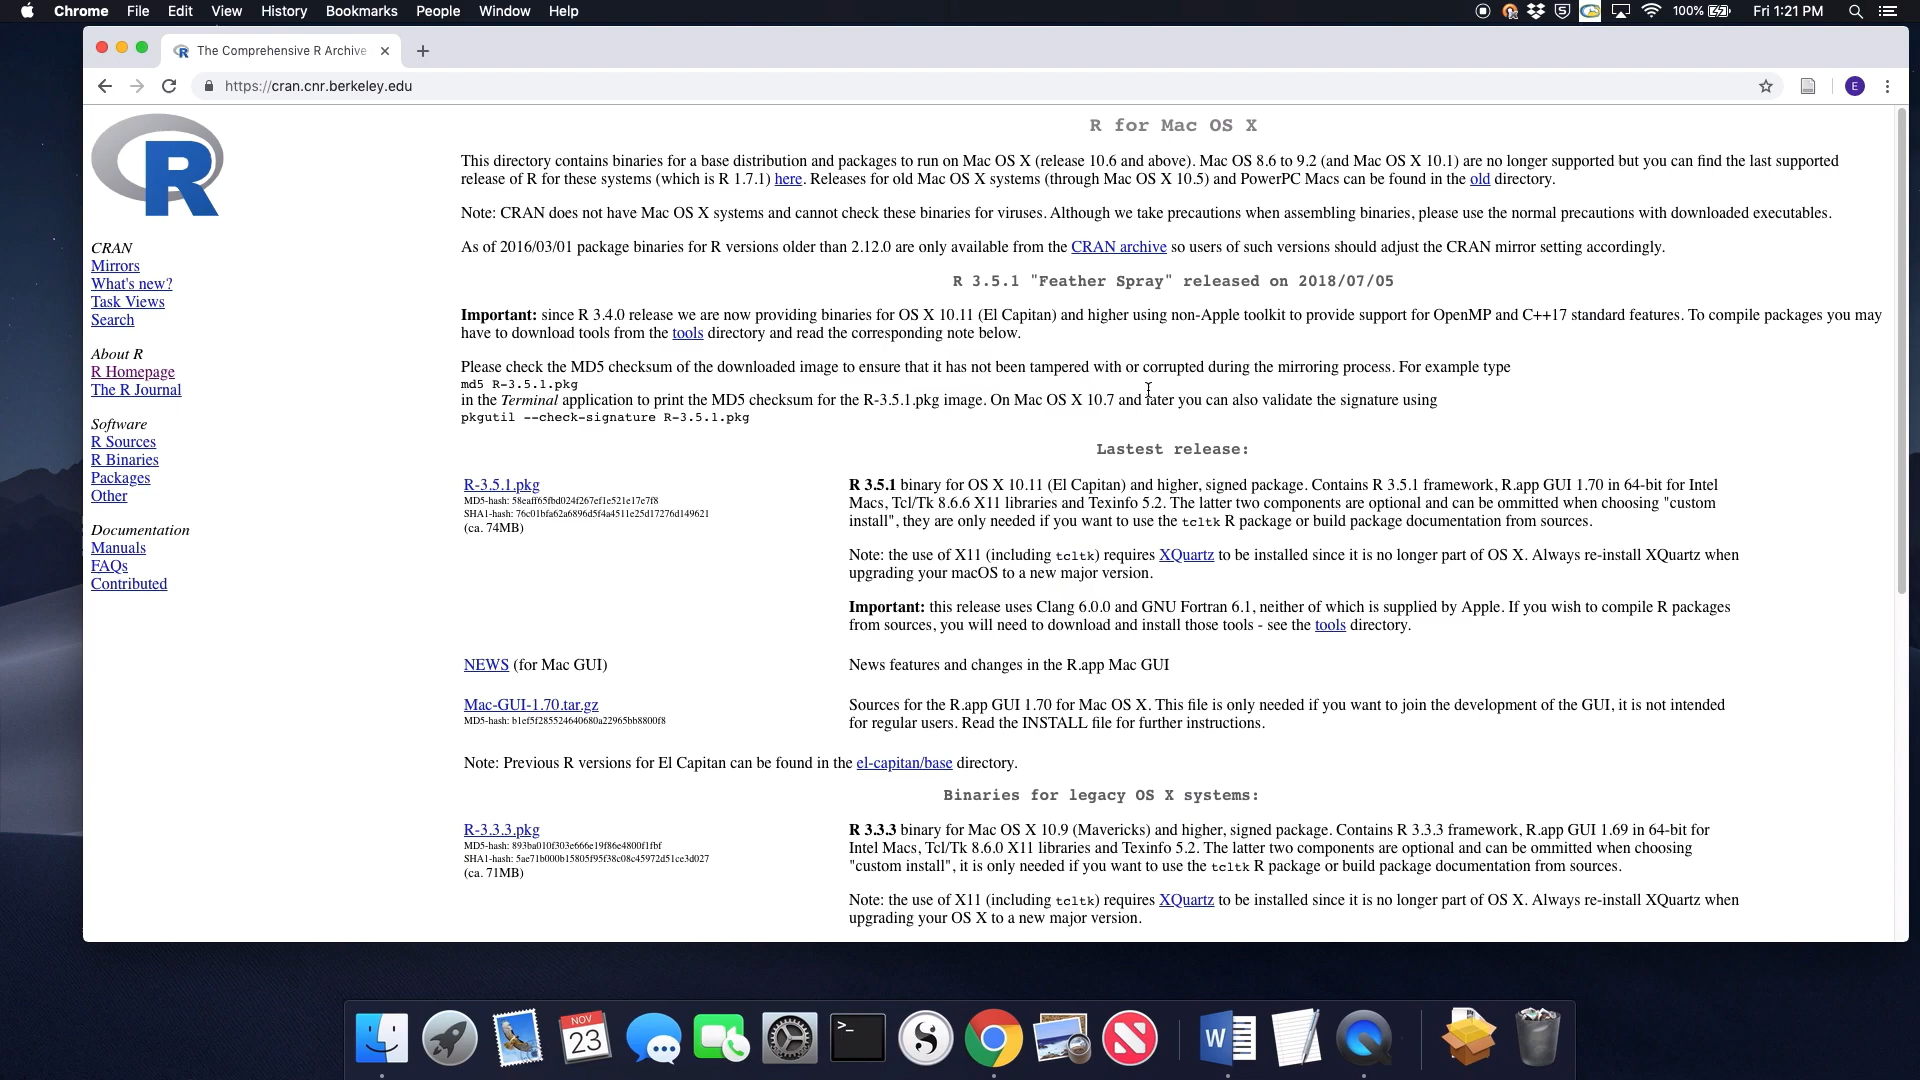 Chrome File Edit View History Bookmarks People Window Help 100% Fri 1:21 PM
The Comprehensive R Archive
https://cran.cnr.berkeley.edu
E
R
CRAN
Mirrors
What's new?
Task Views
Search
About R
R Homepage
The R Journal
Software
R Sources
R Binaries
Packages
Other
Documentation
Manuals
FAQs
Contributed
R for Mac OS X
This directory contains binaries for a base distribution and packages to run on Mac OS X (release 10.6 and above). Mac OS 8.6 to 9.2 (and Mac OS X 10.1) are no longer supported but you can find the last supported
release of R for these systems (which is R 1.7.1) here. Releases for old Mac OS X systems (through Mac OS X 10.5) and PowerPC Macs can be found in the old directory.
Note: CRAN does not have Mac OS X systems and cannot check these binaries for viruses. Although we take precautions when assembling binaries, please use the normal precautions with downloaded executables.
As of 2016/03/01 package binaries for R versions older than 2.12.0 are only available from the CRAN archive so users of such versions should adjust the CRAN mirror setting accordingly.
R 3.5.1 "Feather Spray" released on 2018/07/05
Important: since R 3.4.0 release we are now providing binaries for OS X 10.11 (El Capitan) and higher using non-Apple toolkit to provide support for OpenMP and C++17 standard features. To compile packages you may
have to download tools from the tools directory and read the corresponding note below.
Please check the MD5 checksum of the downloaded image to ensure that it has not been tampered with or corrupted during the mirroring process. For example type
md5 R-3.5.1.pkg
in the Terminal application to print the MD5 checksum for the R-3.5.1.pkg image. On Mac OS X 10.7 and later you can also validate the signature using
pkgutil --check-signature R-3.5.1.pkg
Lastest release:
R-3.5.1.pkg
MD5-hash: 58eaff65fbd024f267ef1e521e17e7f8
SHA1-hash: 76c01bfa62a6896d5f4a4511e25d17276d149621
(ca. 74MB)
R 3.5.1 binary for OS X 10.11 (El Capitan) and higher, signed package. Contains R 3.5.1 framework, R.app GUI 1.70 in 64-bit for Intel
Macs, Tcl/Tk 8.6.6 X11 libraries and Texinfo 5.2. The latter two components are optional and can be ommitted when choosing "custom
install", they are only needed if you want to use the tcltk R package or build package documentation from sources.
Note: the use of X11 (including tcltk) requires XQuartz to be installed since it is no longer part of OS X. Always re-install XQuartz when
upgrading your macOS to a new major version.
Important: this release uses Clang 6.0.0 and GNU Fortran 6.1, neither of which is supplied by Apple. If you wish to compile R packages
from sources, you will need to download and install those tools - see the tools directory.
NEWS (for Mac GUI)
News features and changes in the R.app Mac GUI
Mac-GUI-1.70.tar.gz
MD5-hash: b1ef5f285524640680a22965bb8800f8
Sources for the R.app GUI 1.70 for Mac OS X. This file is only needed if you want to join the development of the GUI, it is not intended
for regular users. Read the INSTALL file for further instructions.
Note: Previous R versions for El Capitan can be found in the el-capitan/base directory.
Binaries for legacy OS X systems:
R-3.3.3.pkg
MD5-hash: 893ba010f303e666e19f86e4800f1fbf
SHA1-hash: 5ae71b000b15805f95f38c08c45972d51ce3d027
(ca. 71MB)
R 3.3.3 binary for Mac OS X 10.9 (Mavericks) and higher, signed package. Contains R 3.3.3 framework, R.app GUI 1.69 in 64-bit for
Intel Macs, Tcl/Tk 8.6.0 X11 libraries and Texinfo 5.2. The latter two components are optional and can be ommitted when choosing
"custom install", it is only needed if you want to use the tcltk R package or build package documentation from sources.
Note: the use of X11 (including tcltk) requires XQuartz to be installed since it is no longer part of OS X. Always re-install XQuartz when
upgrading your OS X to a new major version.
NOV
23
>_
W